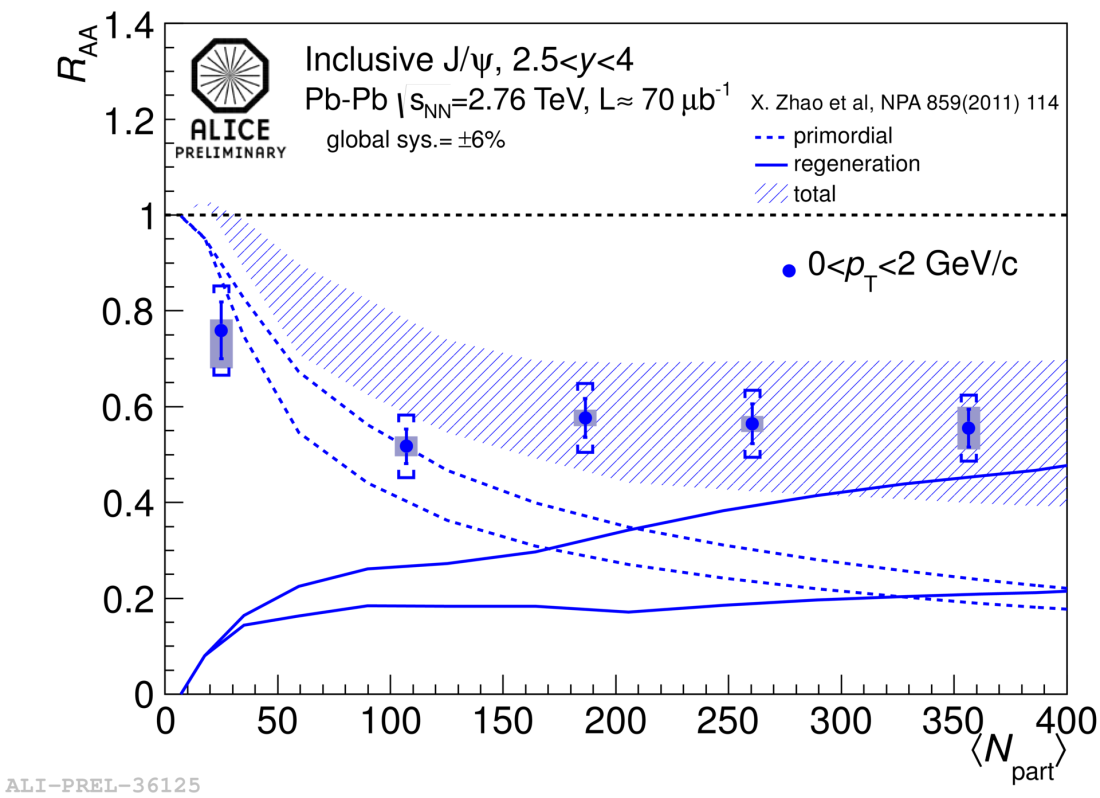 R_AA
1.4
1.2
1
0.8
0.6
0.4
0.2
0
ALICE
PRELIMINARY
Inclusive J/ψ, 2.5<y<4
Pb-Pb √s_NN=2.76 TeV, L≈ 70 μb⁻¹
global sys.= ±6%
X. Zhao et al, NPA 859(2011) 114
primordial
regeneration
total
0<p_T<2 GeV/c
0 50 100 150 200 250 300 350 400
⟨N_part⟩
ALI-PREL-36125